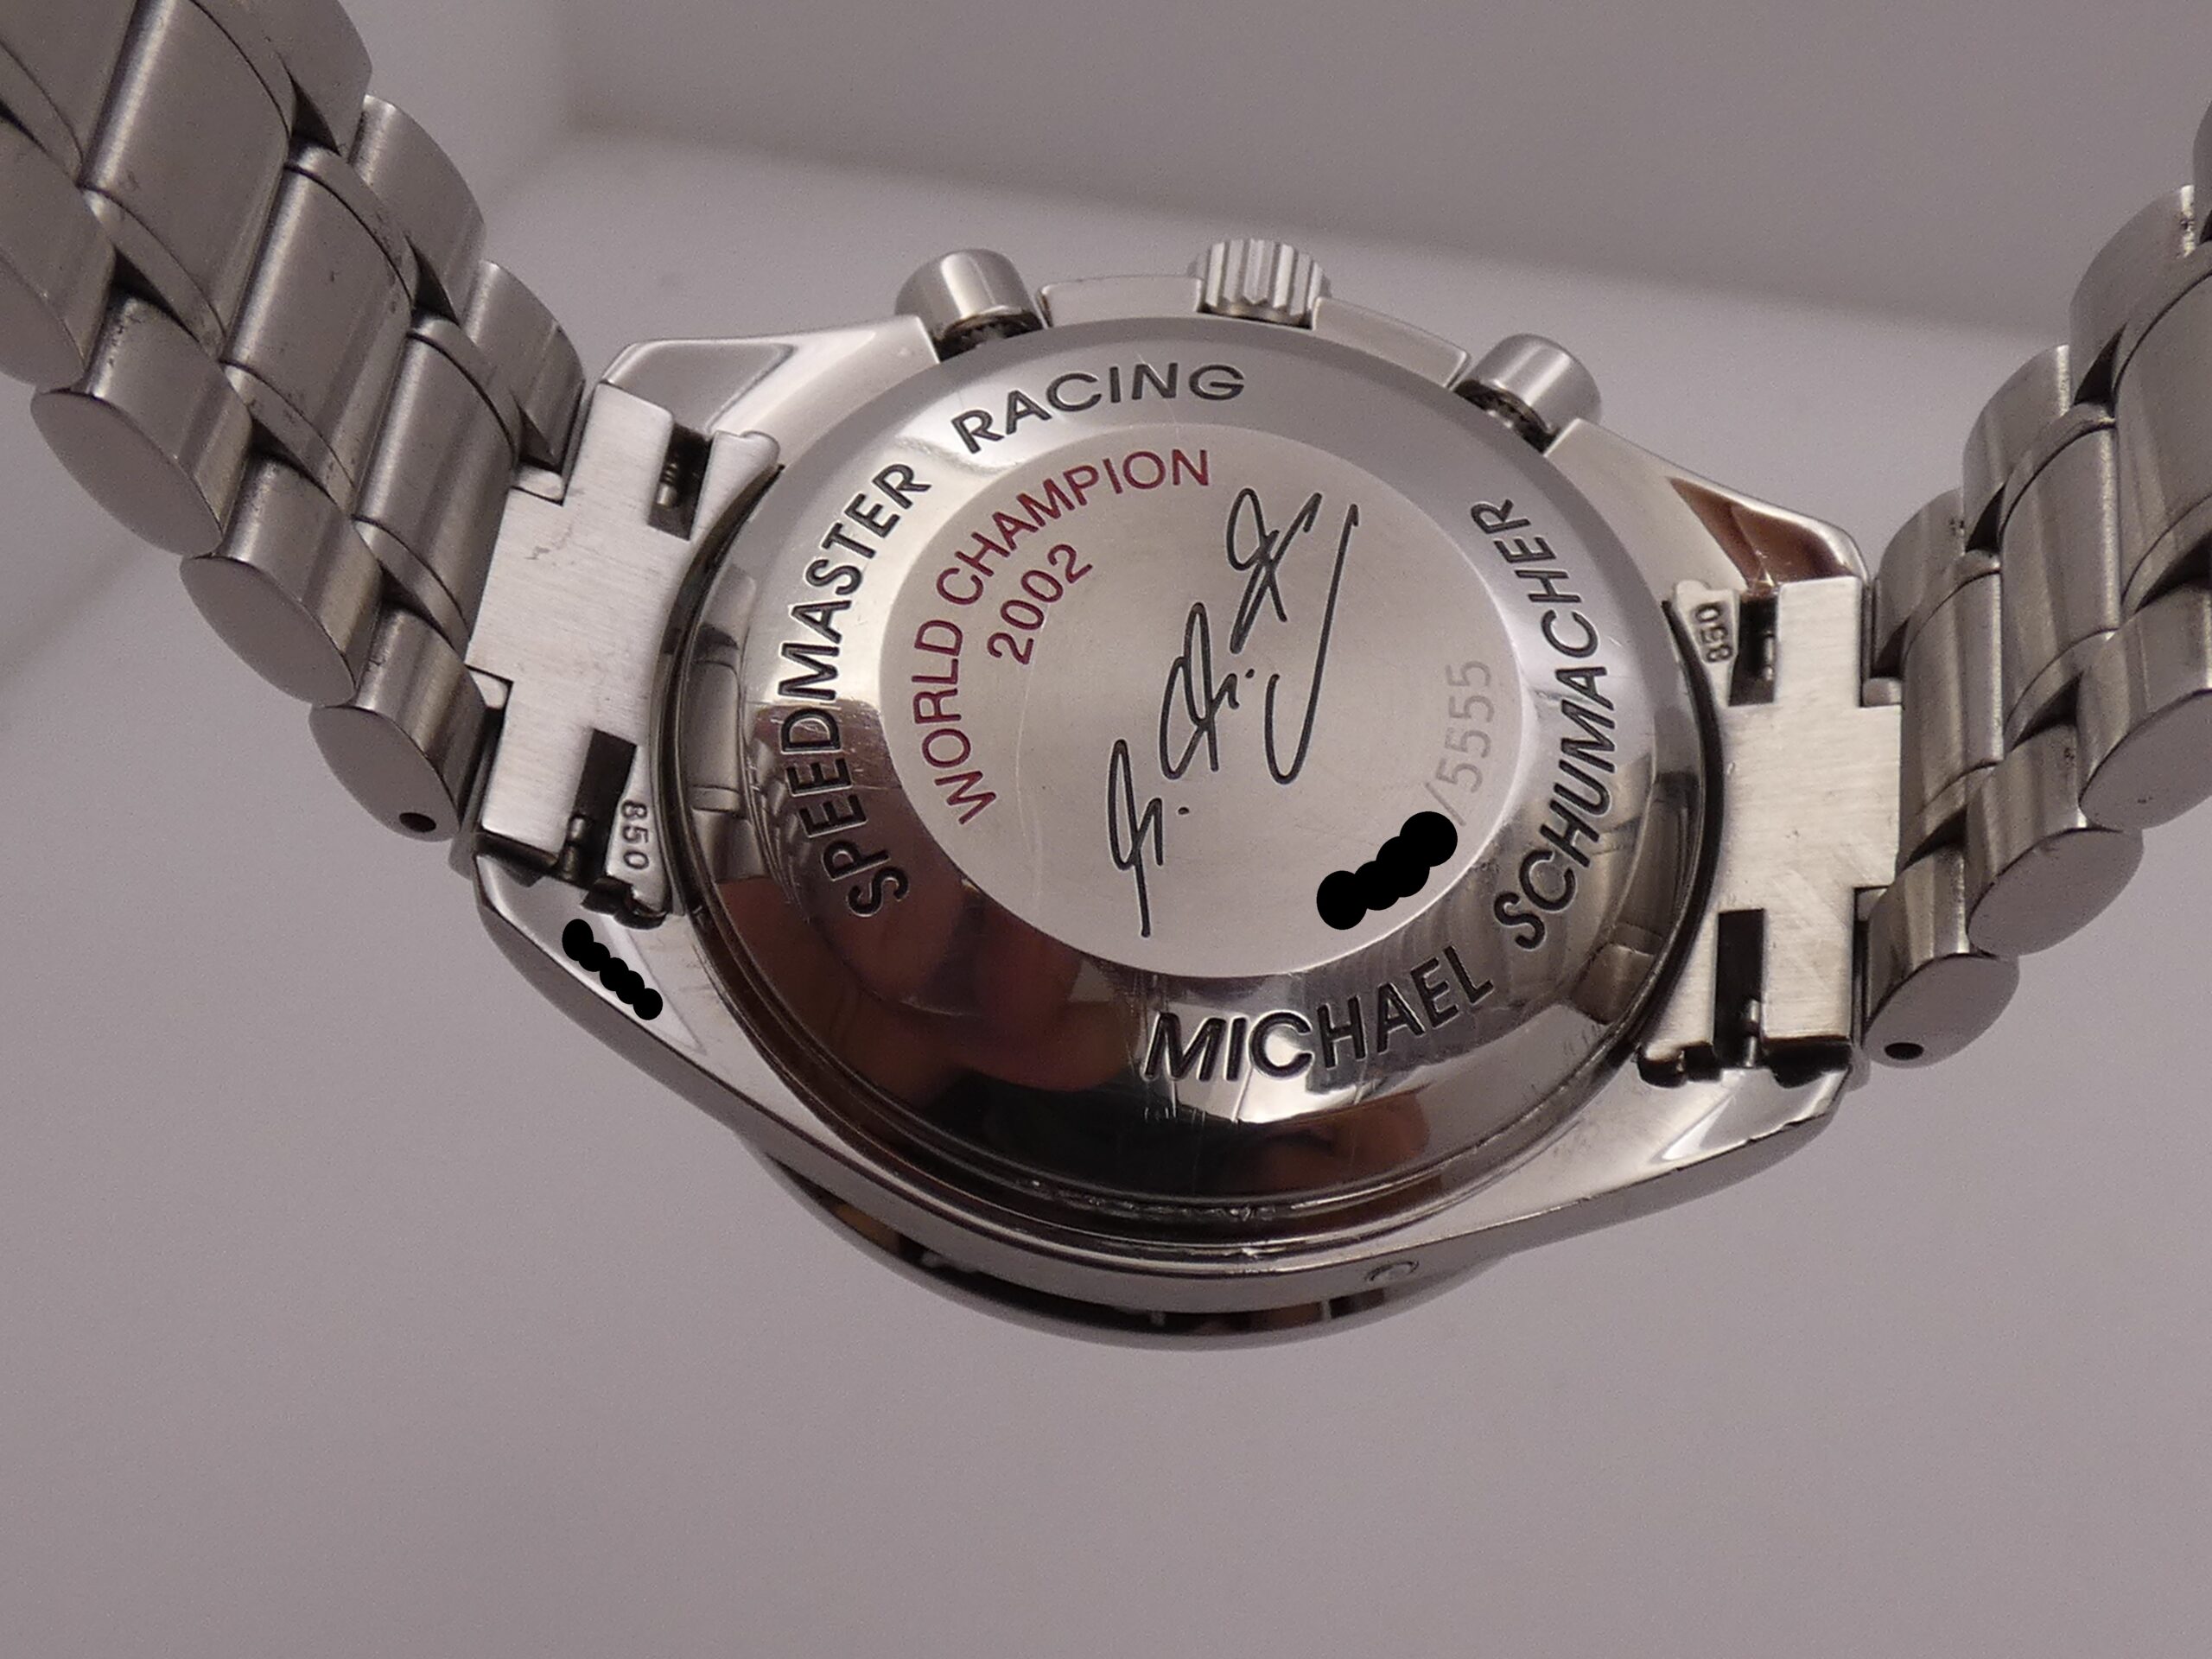 SPEEDMASTER RACING
WORLD CHAMPION
2002
/5555
MICHAEL SCHUMACHER
850
850